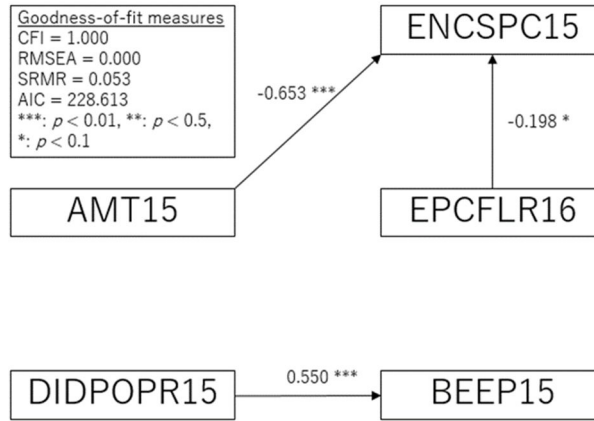 Goodness-of-fit measures
CFI = 1.000
RMSEA = 0.000
SRMR = 0.053
AIC = 228.613
***: p < 0.01, **: p < 0.5,
*: p < 0.1
ENCSPC15
-0.653 ***
-0.198 *
AMT15
EPCFLR16
0.550 ***
DIDPOPR15
BEEP15